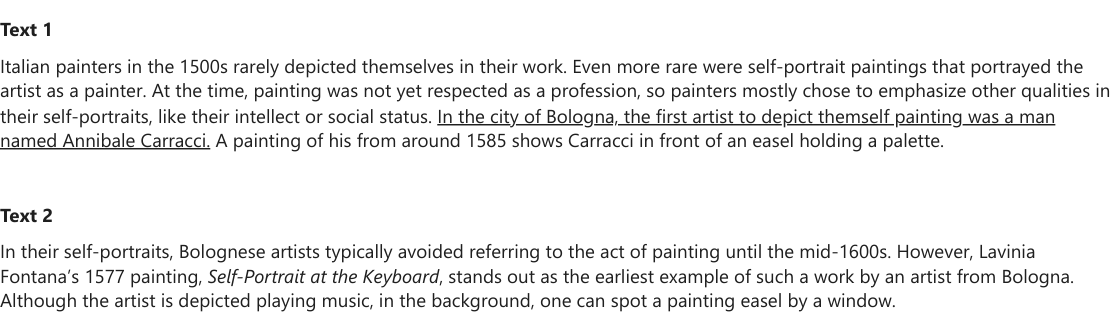 Text 1
Italian painters in the 1500s rarely depicted themselves in their work. Even more rare were self-portrait paintings that portrayed the
artist as a painter. At the time, painting was not yet respected as a profession, so painters mostly chose to emphasize other qualities in
their self-portraits, like their intellect or social status. In the city of Bologna, the first artist to depict themself painting was a man
named Annibale Carracci. A painting of his from around 1585 shows Carracci in front of an easel holding a palette.
Text 2
In their self-portraits, Bolognese artists typically avoided referring to the act of painting until the mid-1600s. However, Lavinia
Fontana’s 1577 painting, Self-Portrait at the Keyboard, stands out as the earliest example of such a work by an artist from Bologna.
Although the artist is depicted playing music, in the background, one can spot a painting easel by a window.